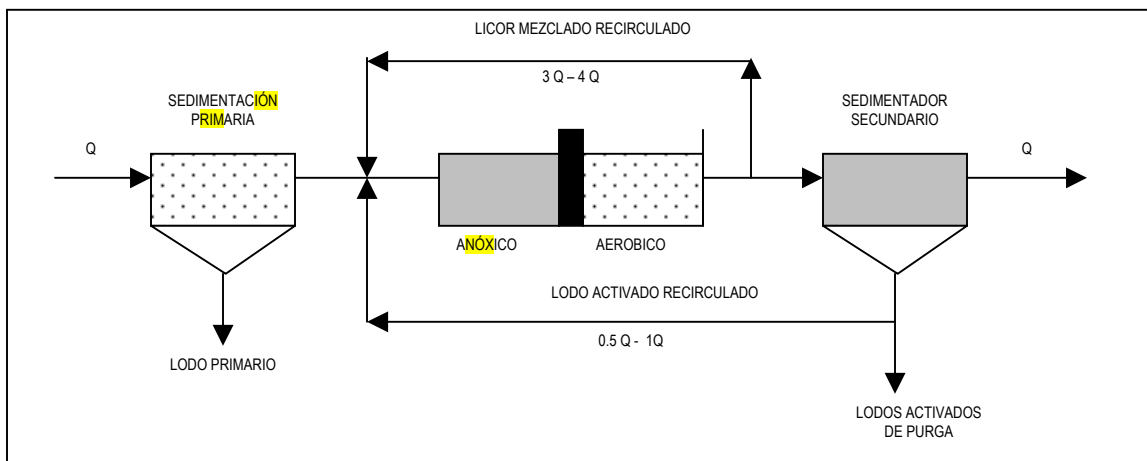 LICOR MEZCLADO RECIRCULADO
3 Q – 4 Q
SEDIMENTACIÓN
PRIMARIA
SEDIMENTADOR
SECUNDARIO
Q
Q
ANÓXICO
AEROBICO
LODO ACTIVADO RECIRCULADO
0.5 Q - 1Q
LODO PRIMARIO
LODOS ACTIVADOS
DE PURGA